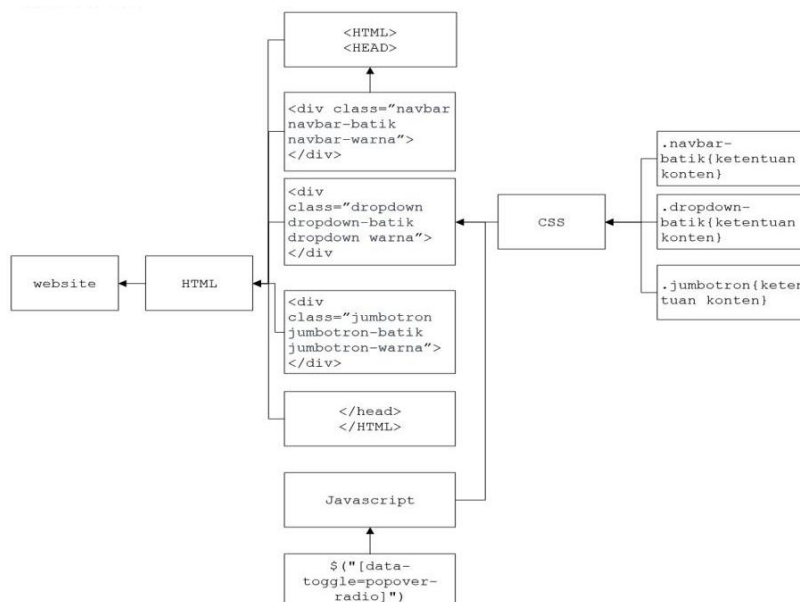 <HTML>
<HEAD>
<div class=”navbar
navbar-batik
navbar-warna”>
</div>
<div
class=”dropdown
dropdown-batik
dropdown warna”>
</div
<div
class=”jumbotron
jumbotron-batik
jumbotron-warna”>
</div>
</head>
</HTML>
Javascript
$("[data-
toggle=popover-
radio]")
website
HTML
CSS
.navbar-
batik{ketentuan
konten}
.dropdown-
batik{ketentuan
konten}
.jumbotron{keten
tuan konten}